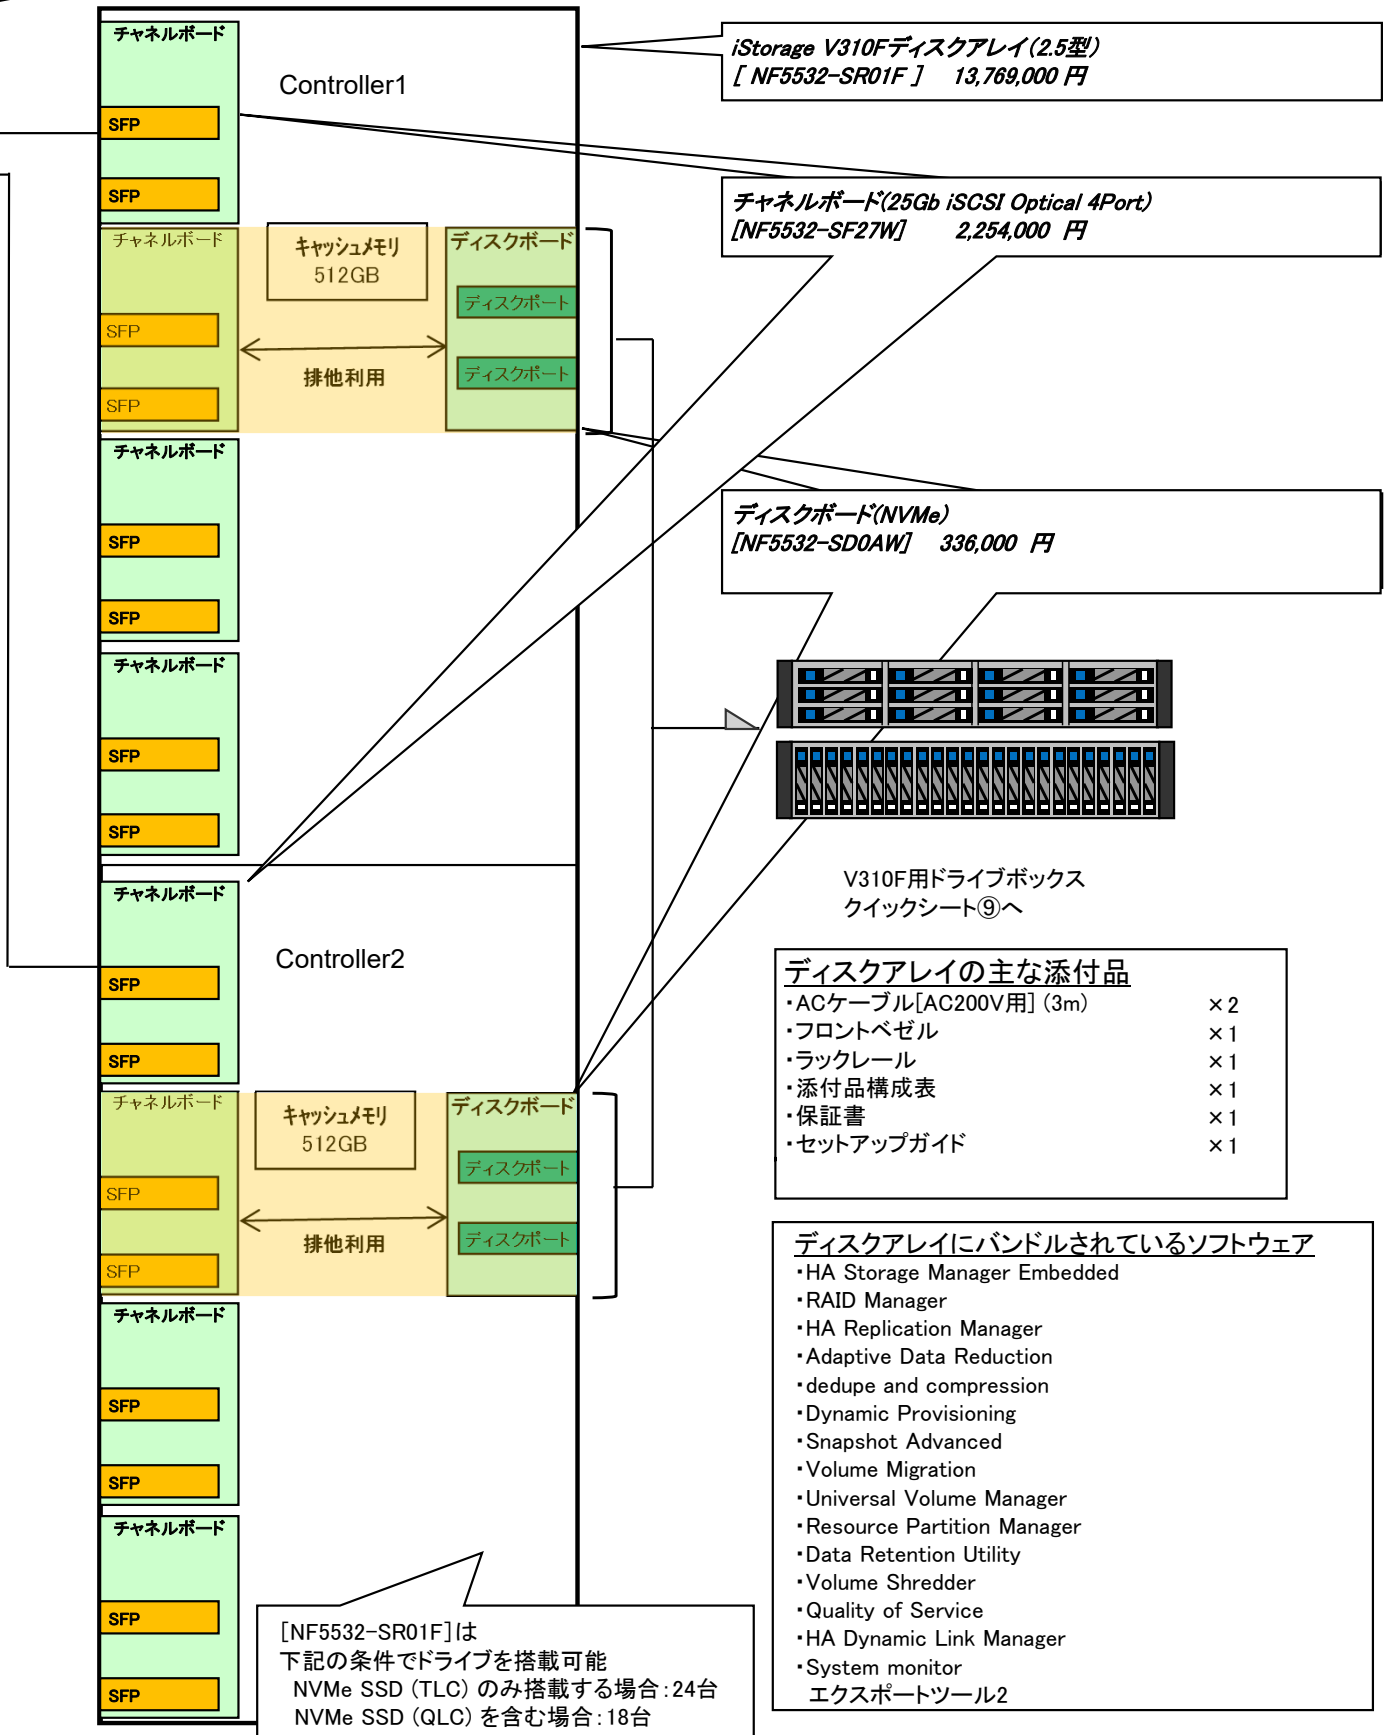 チャネルボード
Controller1
SFP
SFP
iStorage V310Fディスクアレイ(2.5型)
[ NF5532-SR01F ] 13,769,000 円
チャネルボード(25Gb iSCSI Optical 4Port)
[NF5532-SF27W] 2,254,000 円
チャネルボード
キャッシュメモリ
512GB
ディスクボード
ディスクポート
SFP
ディスクポート
排他利用
SFP
チャネルボード
SFP
SFP
ディスクボード(NVMe)
[NF5532-SD0AW] 336,000 円
チャネルボード
SFP
SFP
V310F用ドライブボックス
クイックシート⑨へ
チャネルボード
Controller2
SFP
SFP
ディスクアレイの主な添付品
・ACケーブル[AC200V用] (3m) ×2
・フロントベゼル ×1
・ラックレール ×1
・添付品構成表 ×1
・保証書 ×1
・セットアップガイド ×1
チャネルボード
キャッシュメモリ
512GB
ディスクボード
ディスクポート
SFP
ディスクポート
排他利用
SFP
チャネルボード
SFP
SFP
ディスクアレイにバンドルされているソフトウェア
・HA Storage Manager Embedded
・RAID Manager
・HA Replication Manager
・Adaptive Data Reduction
・dedupe and compression
・Dynamic Provisioning
・Snapshot Advanced
・Volume Migration
・Universal Volume Manager
・Resource Partition Manager
・Data Retention Utility
・Volume Shredder
・Quality of Service
・HA Dynamic Link Manager
・System monitor
エクスポートツール2
チャネルボード
SFP
SFP
[NF5532-SR01F]は
下記の条件でドライブを搭載可能
NVMe SSD (TLC) のみ搭載する場合:24台
NVMe SSD (QLC) を含む場合:18台